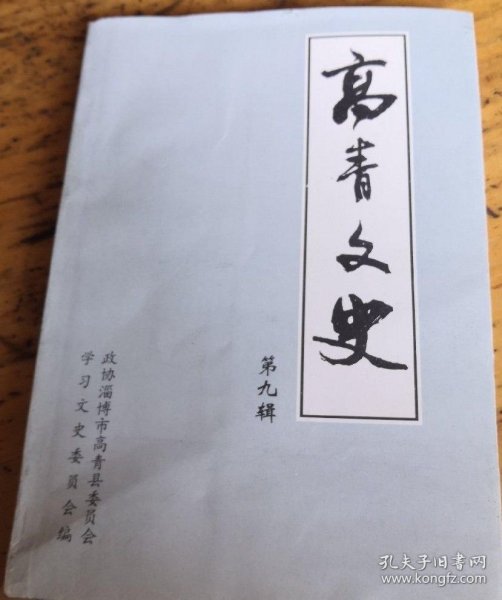 高青文史
第九辑
政协淄博市高青县委员会
学习文史委员会编
孔夫子旧书网
www.kongfz.com